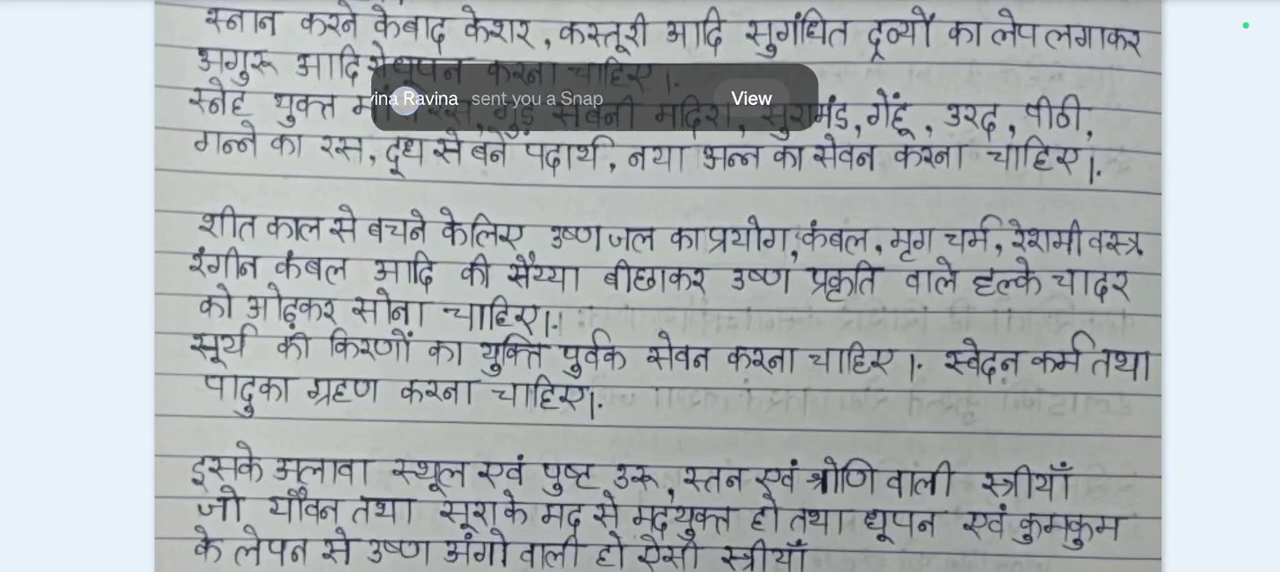 स्नान करने केबाद केशर, कस्तूरी आदि सुगंधित द्रव्यों का लेप लगाकर
अगुरू आदि से धूपन करना चाहिए।
vina Ravina sent you a Snap View
स्नेह युक्त रस, गुड़ से बनी मदिरा, सुरामंड, गेहूं, उरद, पीठी,
गन्ने का रस, दूध से बने पदार्थ, नया अन्न का सेवन करना चाहिए।
शीत काल से बचने केलिए उष्ण जल का प्रयोग, कंबल, मृग चर्म, रेशमी वस्त्र,
रंगीन कंबल आदि की सैय्या बीछाकर उष्ण प्रकृति वाले हल्के चादर
को ओढ़कर सोना चाहिए।
सूर्य की किरणों का युक्ति पुर्वक सेवन करना चाहिए। स्वेदन कर्म तथा
पादुका ग्रहण करना चाहिए।
इसके अलावा स्थूल एवं पुष्ट उरू, स्तन एवं श्रोणि वाली स्त्रीयाँ
जो यौवन तथा सूरा के मद से मदयुक्त हो तथा धूपन एवं कुमकुम
के लेपन से उष्ण अंगो वाली हो ऐसी स्त्रीयाँ